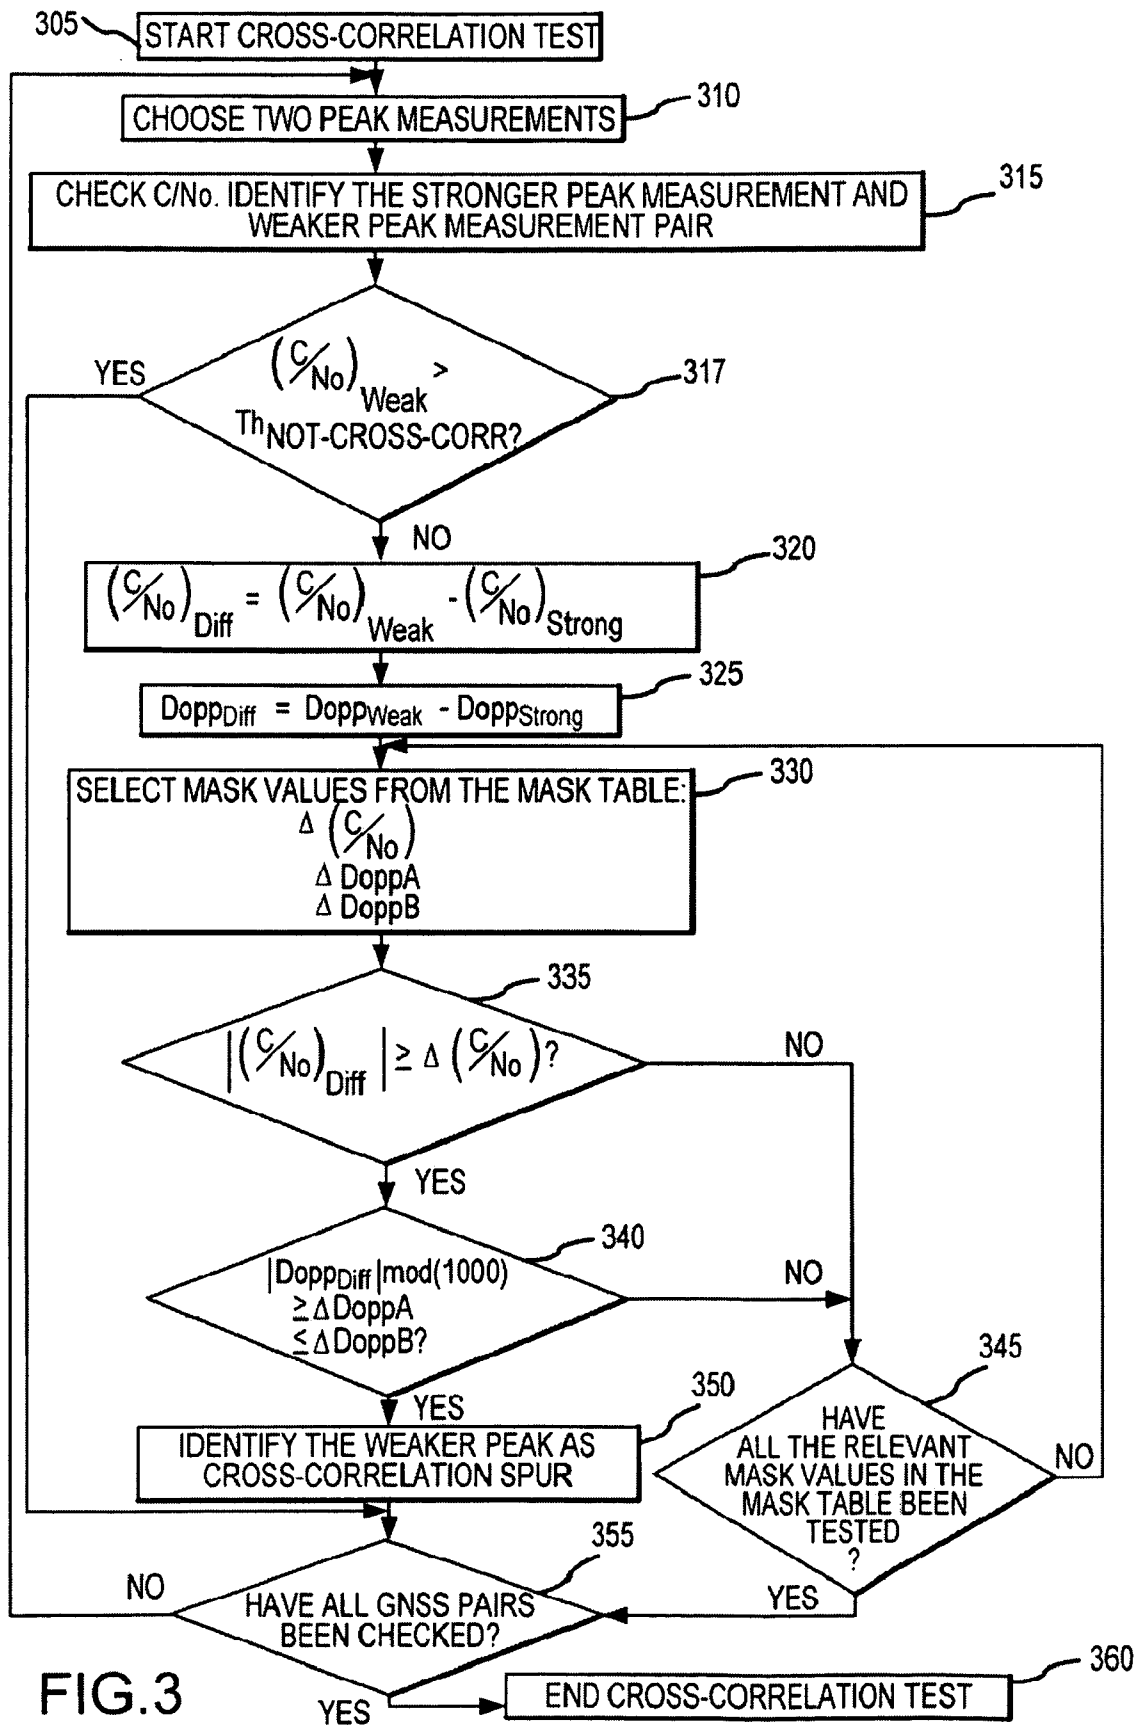 305
START CROSS-CORRELATION TEST
CHOOSE TWO PEAK MEASUREMENTS
310
CHECK C/No. IDENTIFY THE STRONGER PEAK MEASUREMENT AND
WEAKER PEAK MEASUREMENT PAIR
315
YES
(C/No)Weak >
ThNOT-CROSS-CORR?
317
NO
320
(C/No)Diff = (C/No)Weak - (C/No)Strong
325
DoppDiff = DoppWeak - DoppStrong
330
SELECT MASK VALUES FROM THE MASK TABLE:
Δ (C/No)
Δ DoppA
Δ DoppB
335
|(C/No)Diff| ≥ Δ (C/No)?
NO
YES
340
|DoppDiff|mod(1000)
≥ΔDoppA
≤ΔDoppB?
NO
YES
345
HAVE
ALL THE RELEVANT
MASK VALUES IN THE
MASK TABLE BEEN
TESTED
?
NO
YES
350
IDENTIFY THE WEAKER PEAK AS
CROSS-CORRELATION SPUR
355
NO
HAVE ALL GNSS PAIRS
BEEN CHECKED?
YES
360
END CROSS-CORRELATION TEST
FIG.3